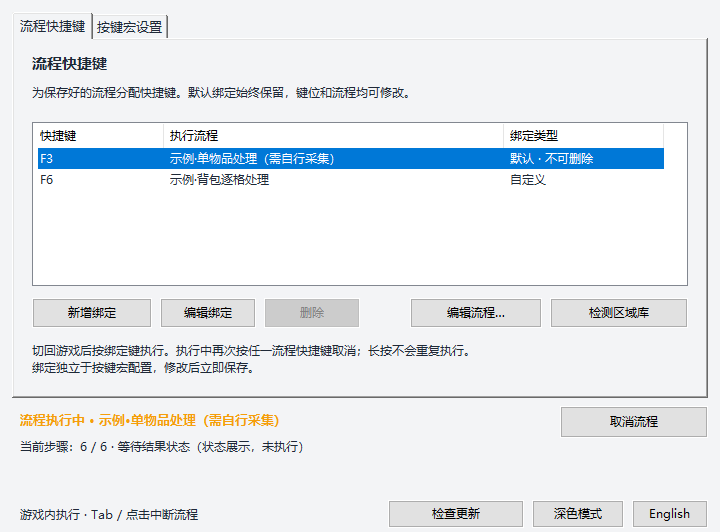 流程快捷键 按键宏设置
流程快捷键
为保存好的流程分配快捷键。默认绑定始终保留，键位和流程均可修改。
快捷键 执行流程 绑定类型
F3 示例·单物品处理（需自行采集） 默认 · 不可删除
F6 示例·背包逐格处理 自定义
新增绑定 编辑绑定 删除 编辑流程... 检测区域库
切回游戏后按绑定键执行。执行中再次按任一流程快捷键取消；长按不会重复执行。
绑定独立于按键宏配置，修改后立即保存。
流程执行中 · 示例·单物品处理（需自行采集） 取消流程
当前步骤：6 / 6 · 等待结果状态（状态展示，未执行）
游戏内执行 · Tab / 点击中断流程 检查更新 深色模式 English